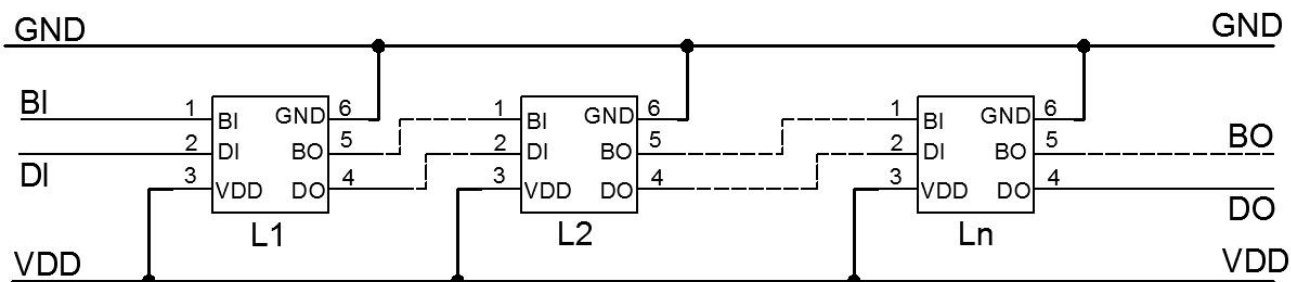 GND GND
BI 1 BI GND 6 1 BI GND 6 1 BI GND 6
DI 2 DI BO 5 2 DI BO 5 2 DI BO 5 BO
3 VDD DO 4 3 VDD DO 4 3 VDD DO 4 DO
L1 L2 Ln
VDD VDD